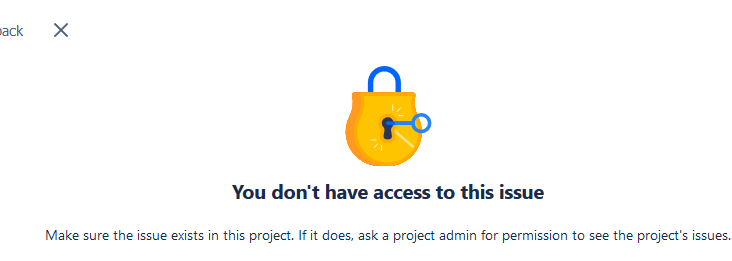 back
You don't have access to this issue
Make sure the issue exists in this project. If it does, ask a project admin for permission to see the project's issues.